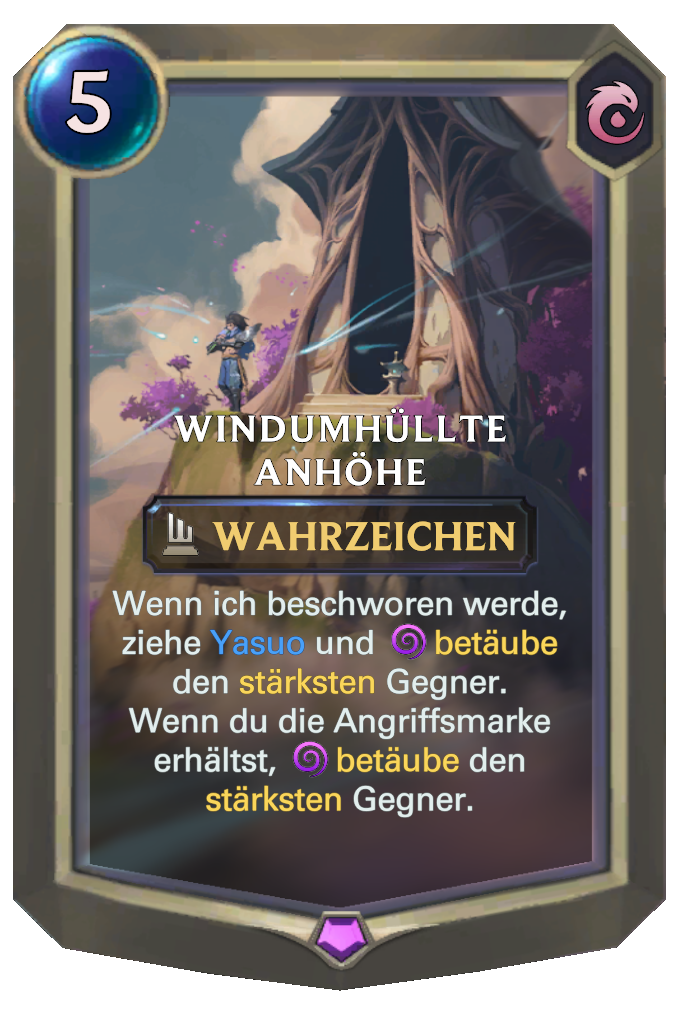 5
WINDUMHÜLLTE
ANHÖHE
WAHRZEICHEN
Wenn ich beschworen werde,
ziehe Yasuo und betäube
den stärksten Gegner.
Wenn du die Angriffsmarke
erhältst, betäube den
stärksten Gegner.